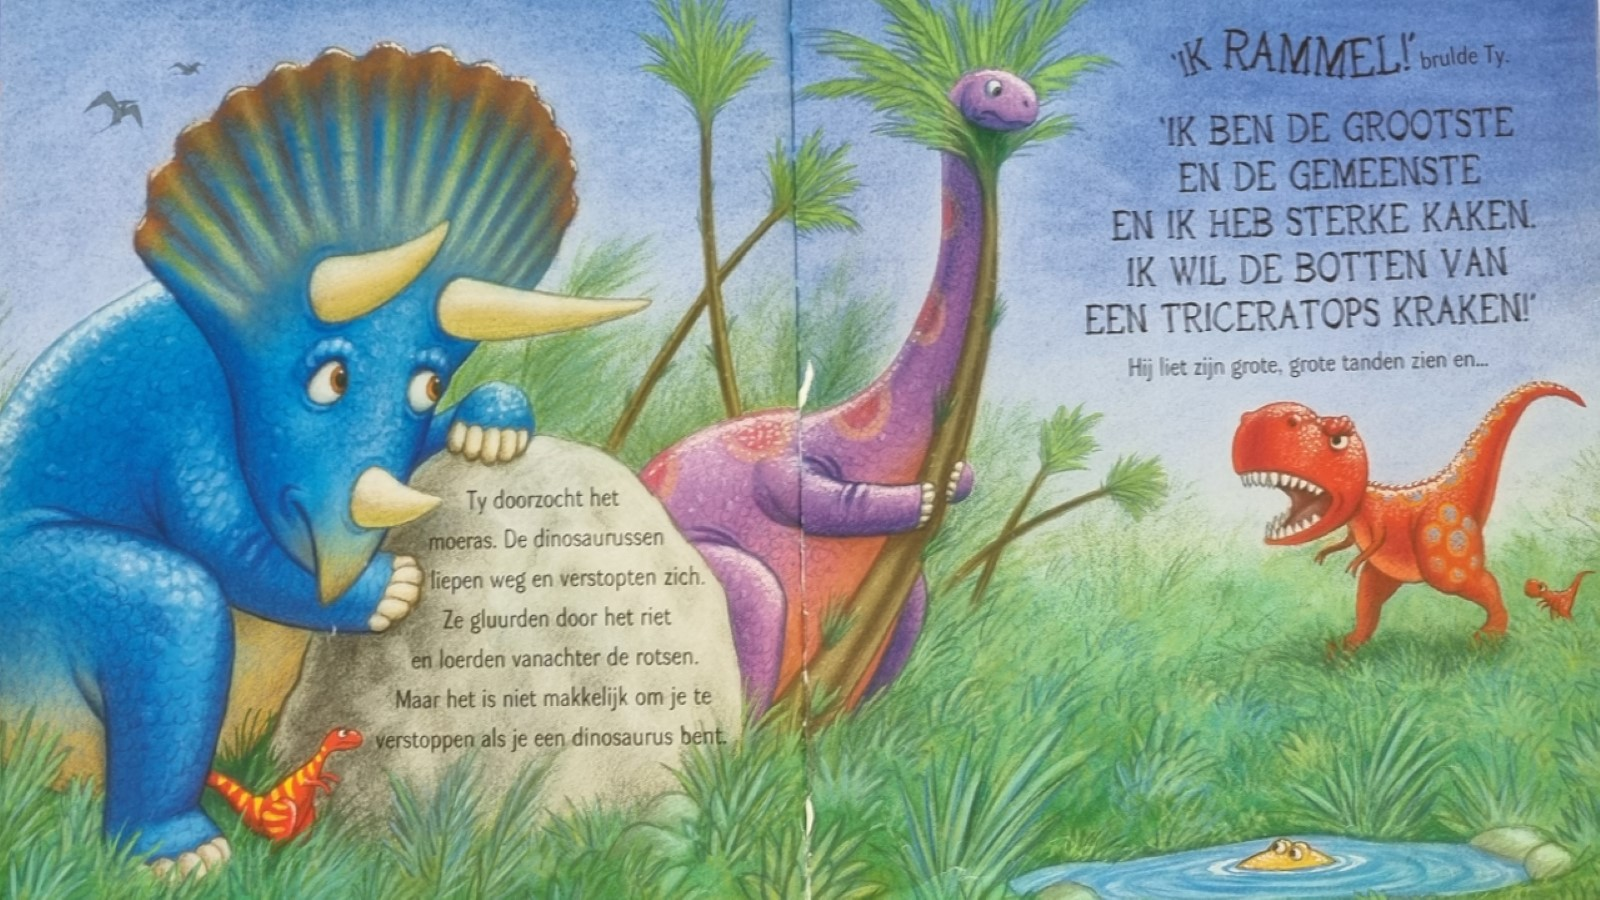 Ty doorzocht het
moeras. De dinosaurussen
liepen weg en verstopten zich.
Ze gluurden door het riet
en loerden vanachter de rotsen.
Maar het is niet makkelijk om je te
verstoppen als je een dinosaurus bent.
'IK RAMMEL!' brulde Ty.
'IK BEN DE GROOTSTE
EN DE GEMEENSTE
EN IK HEB STERKE KAKEN.
IK WIL DE BOTTEN VAN
EEN TRICERATOPS KRAKEN!'
Hij liet zijn grote, grote tanden zien en...